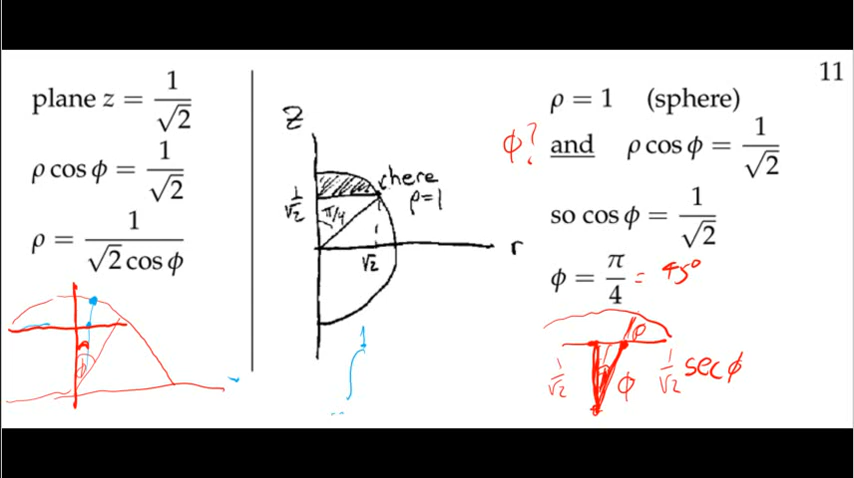 11
plane z = 1/√2
ρ cos ϕ = 1/√2
ρ = 1/(√2 cos ϕ)
ϕ
z
1/√2
π/4
here
ρ=1
√2
r
1
ρ = 1 (sphere)
ϕ? and ρ cos ϕ = 1/√2
so cos ϕ = 1/√2
ϕ = π/4 = 45°
ρ
1/√2
ϕ
1/√2 sec ϕ